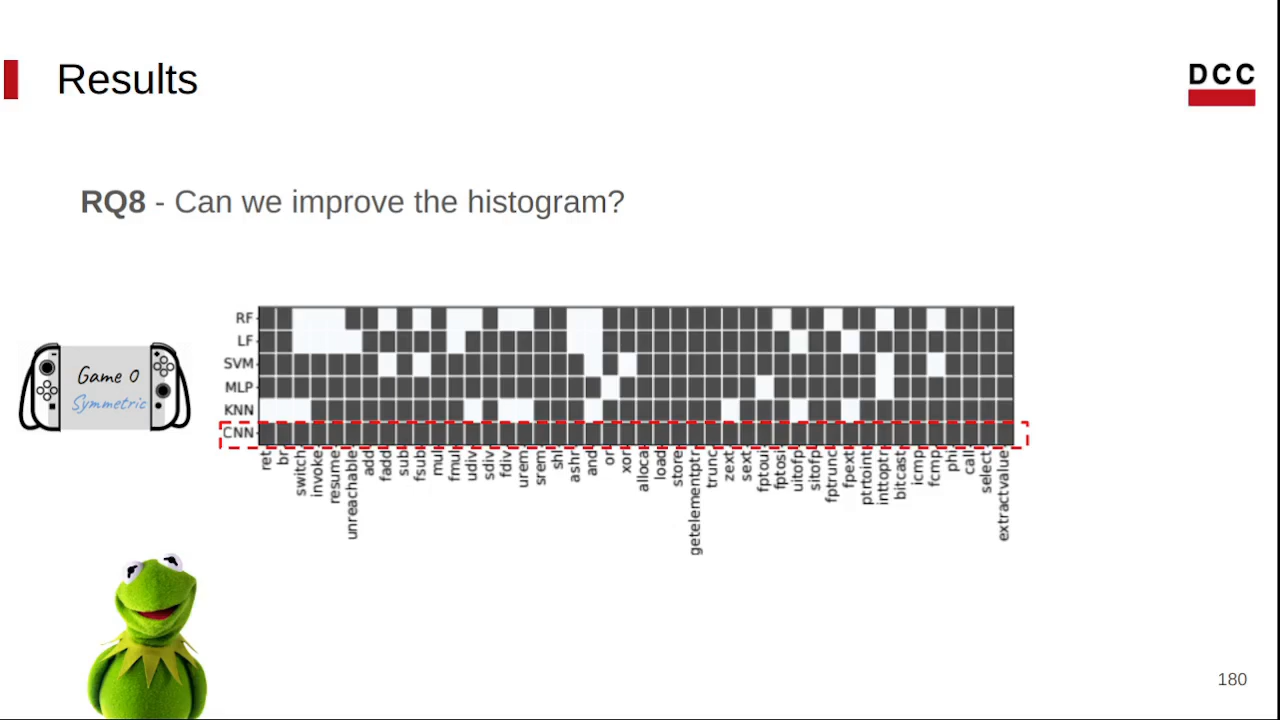 Results
DCC
RQ8 - Can we improve the histogram?
Game 0
Symmetric
RF
LF
SVM
MLP
KNN
CNN
ret
br
switch
invoke
resume
unreachable
add
fadd
sub
fsub
mul
fmul
udiv
sdiv
fdiv
urem
srem
shl
ashr
and
or
xor
alloca
load
store
getelementptr
trunc
zext
sext
fptoui
fptosi
uitofp
sitofp
fptrunc
fpext
ptrtoint
inttoptr
bitcast
icmp
fcmp
phi
call
select
extractvalue
180